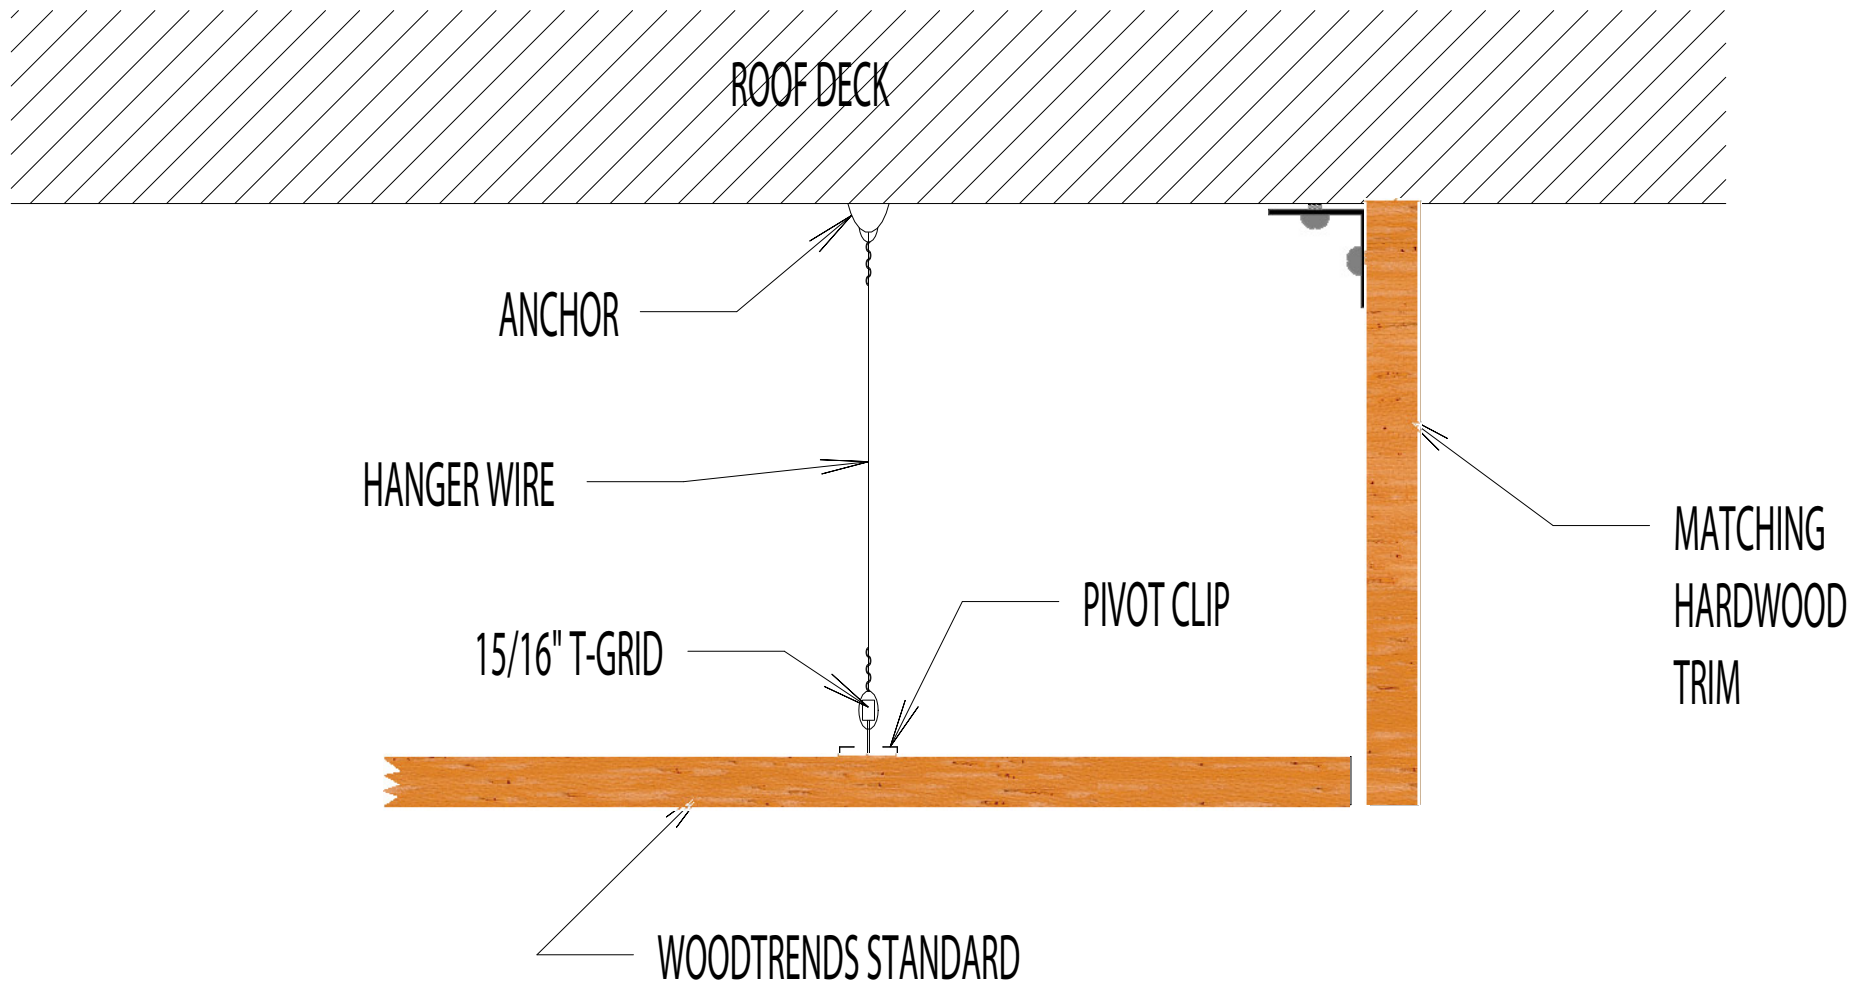 ROOF DECK
ANCHOR
HANGER WIRE
MATCHING
HARDWOOD
TRIM
PIVOT CLIP
15/16" T-GRID
WOODTRENDS STANDARD